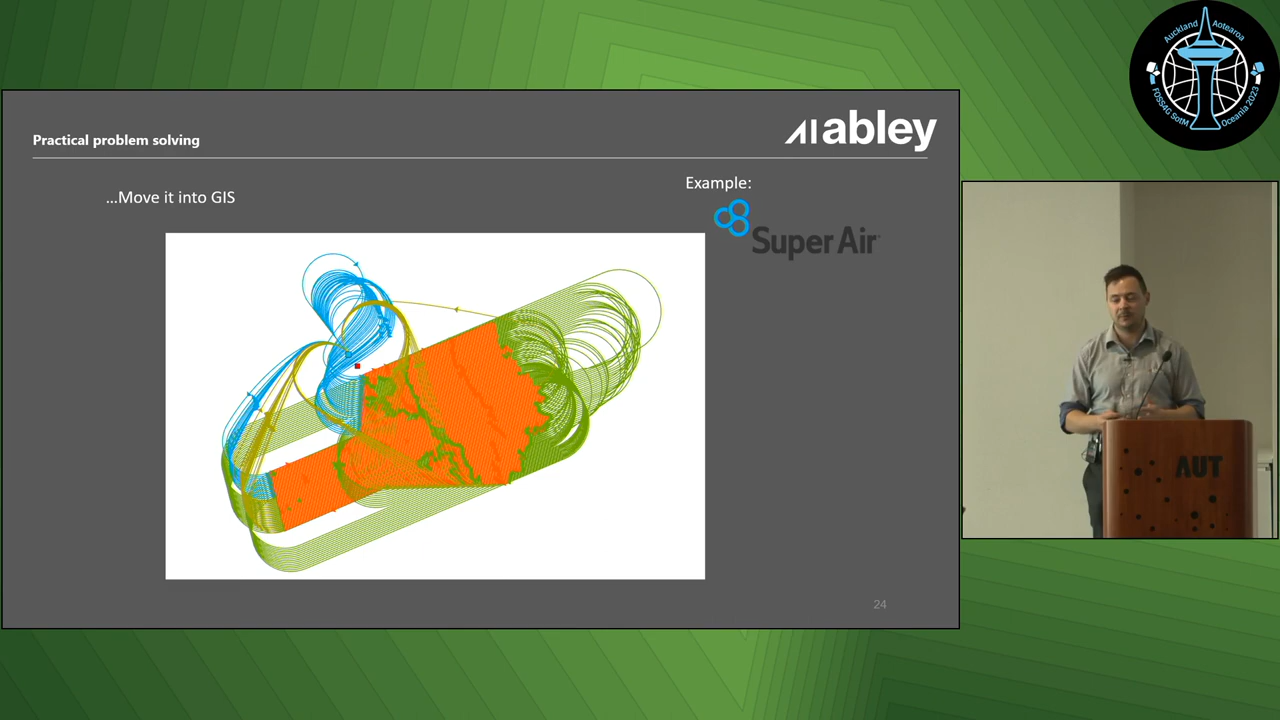 Practical problem solving
abley
...Move it into GIS
Example:
Super Air
24
Auckland Aotearoa
FOSS4G SotM Oceania 2023
AUT